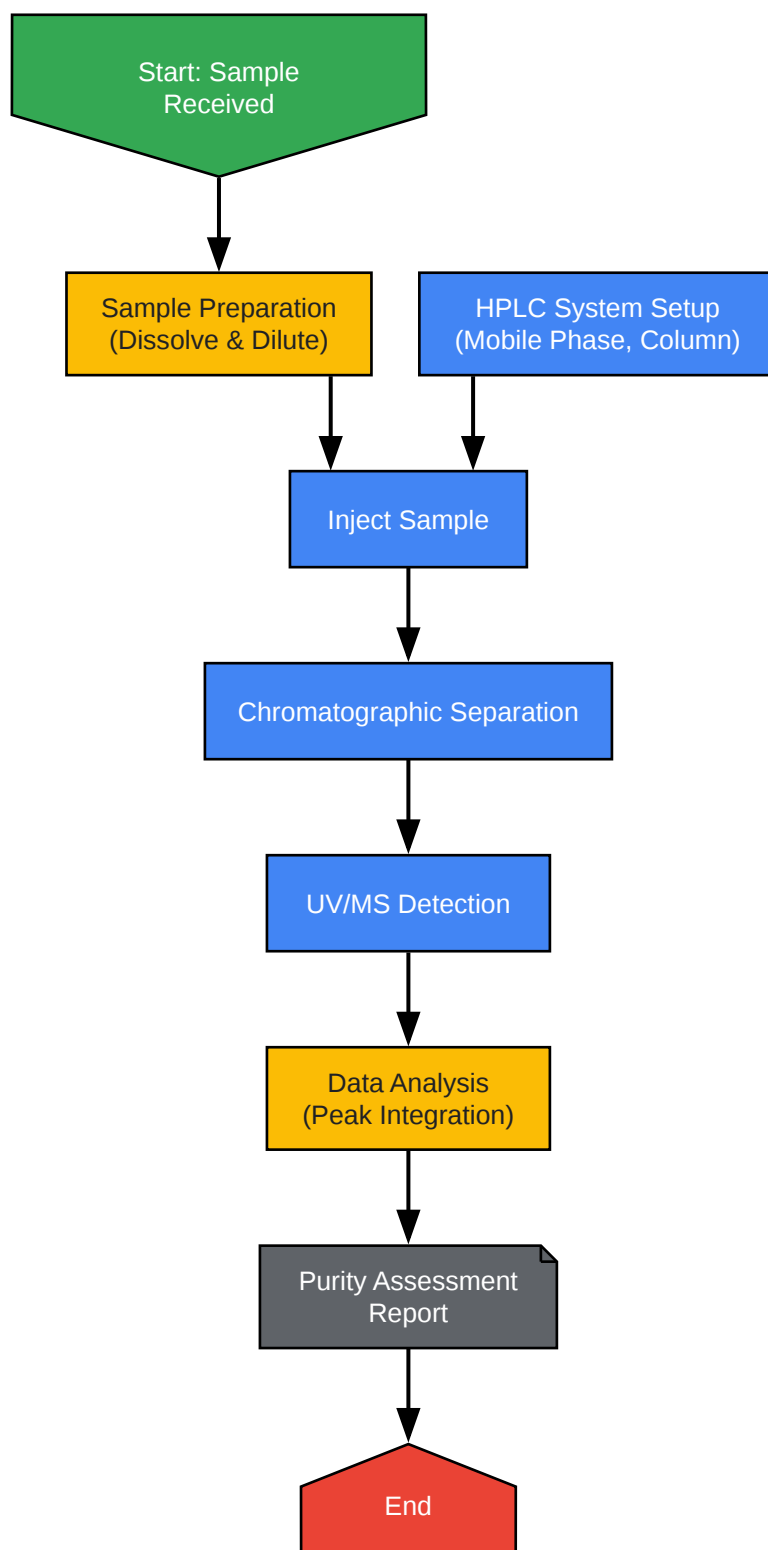 Start: Sample
Received
Sample Preparation
(Dissolve & Dilute)
HPLC System Setup
(Mobile Phase, Column)
Inject Sample
Chromatographic Separation
UV/MS Detection
Data Analysis
(Peak Integration)
Purity Assessment
Report
End